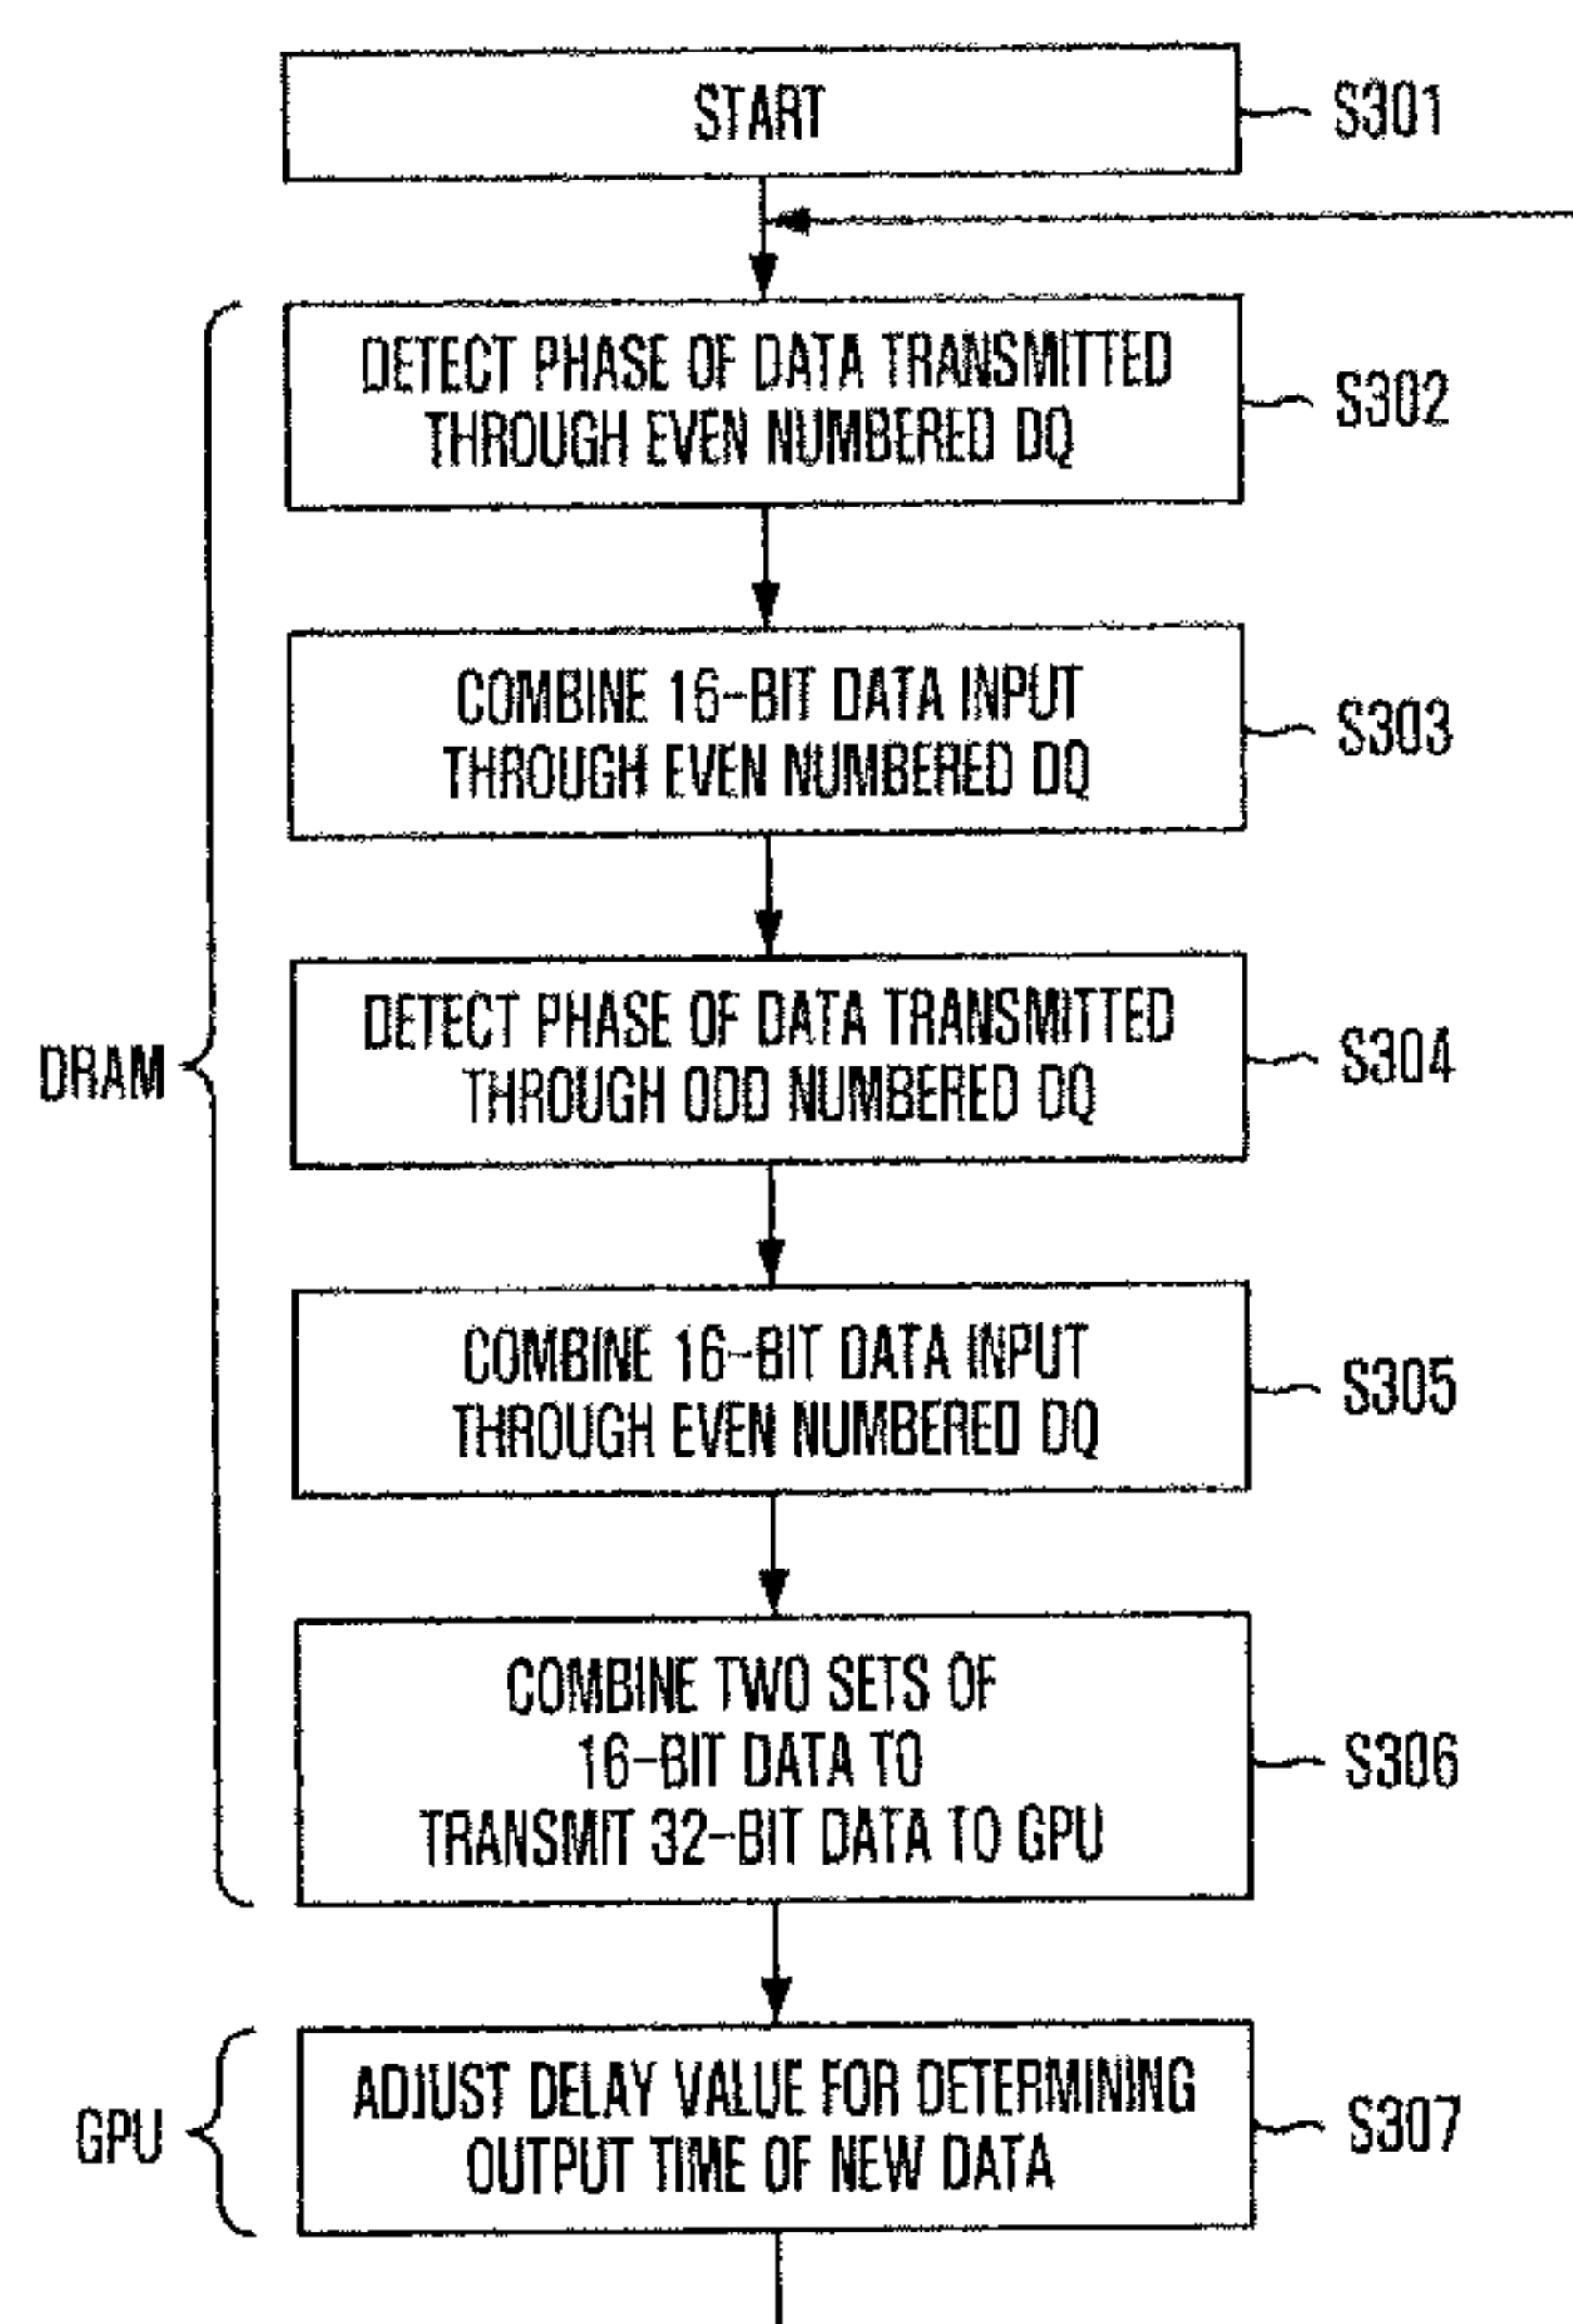 START
S301
DETECT PHASE OF DATA TRANSMITTED
THROUGH EVEN NUMBERED DQ
S302
COMBINE 16-BIT DATA INPUT
THROUGH EVEN NUMBERED DQ
S303
DRAM
DETECT PHASE OF DATA TRANSMITTED
THROUGH ODD NUMBERED DQ
S304
COMBINE 16-BIT DATA INPUT
THROUGH EVEN NUMBERED DQ
S305
COMBINE TWO SETS OF
16-BIT DATA TO
TRANSMIT 32-BIT DATA TO GPU
S306
GPU
ADJUST DELAY VALUE FOR DETERMINING
OUTPUT TIME OF NEW DATA
S307